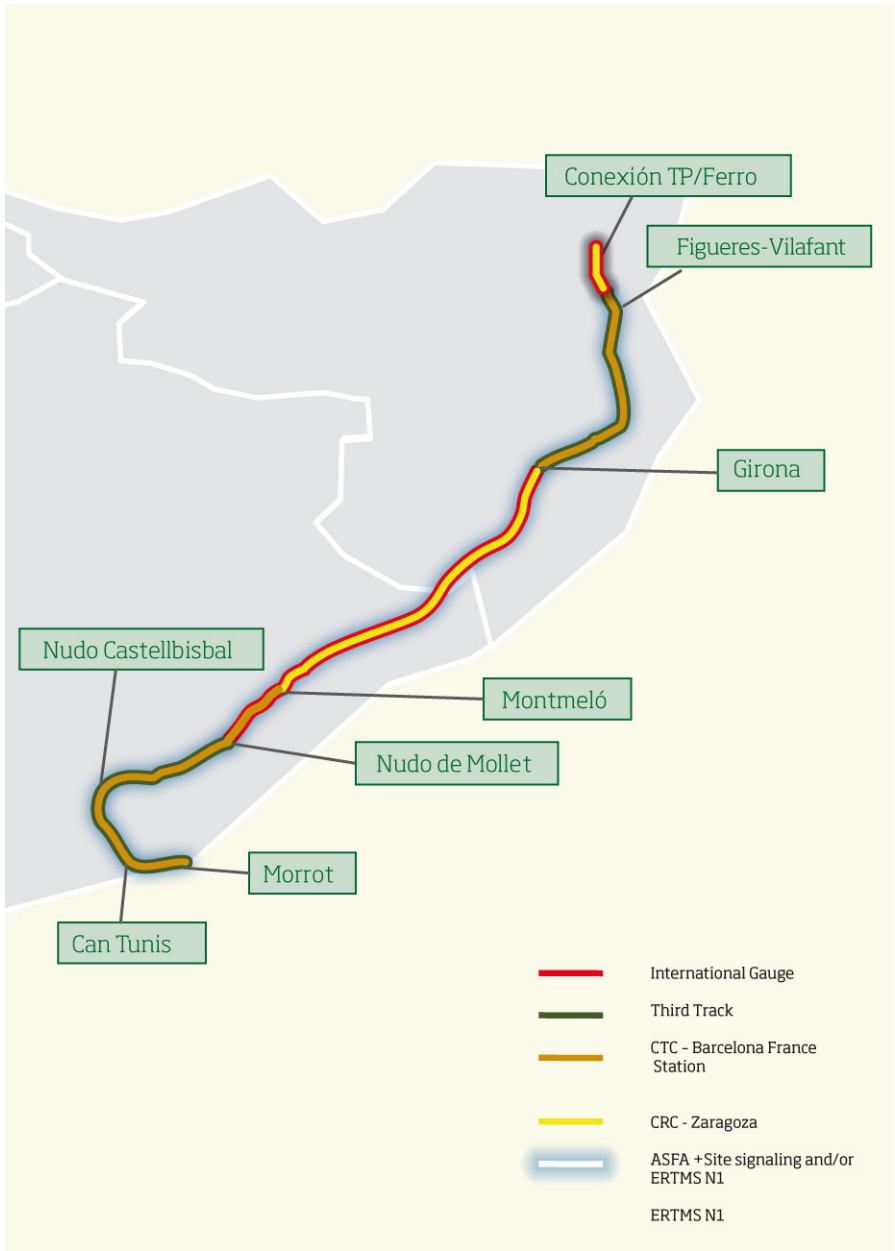 Conexión TP/Ferro
Figueres-Vilafant
Girona
Nudo Castellbisbal
Montmeló
Nudo de Mollet
Morrot
Can Tunis
International Gauge
Third Track
CTC - Barcelona France
Station
CRC - Zaragoza
ASFA +Site signaling and/or
ERTMS N1
ERTMS N1